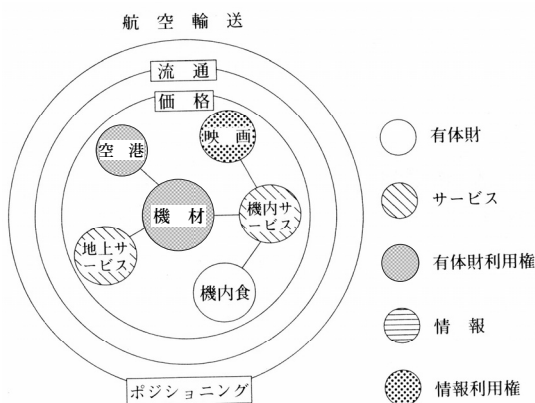 航空輸送
流通
価格
空港
映画
機材
機内サ
ービス
地上サ
ービス
機内食
ポジショニング
有体財
サービス
有体財利用権
情報
情報利用権